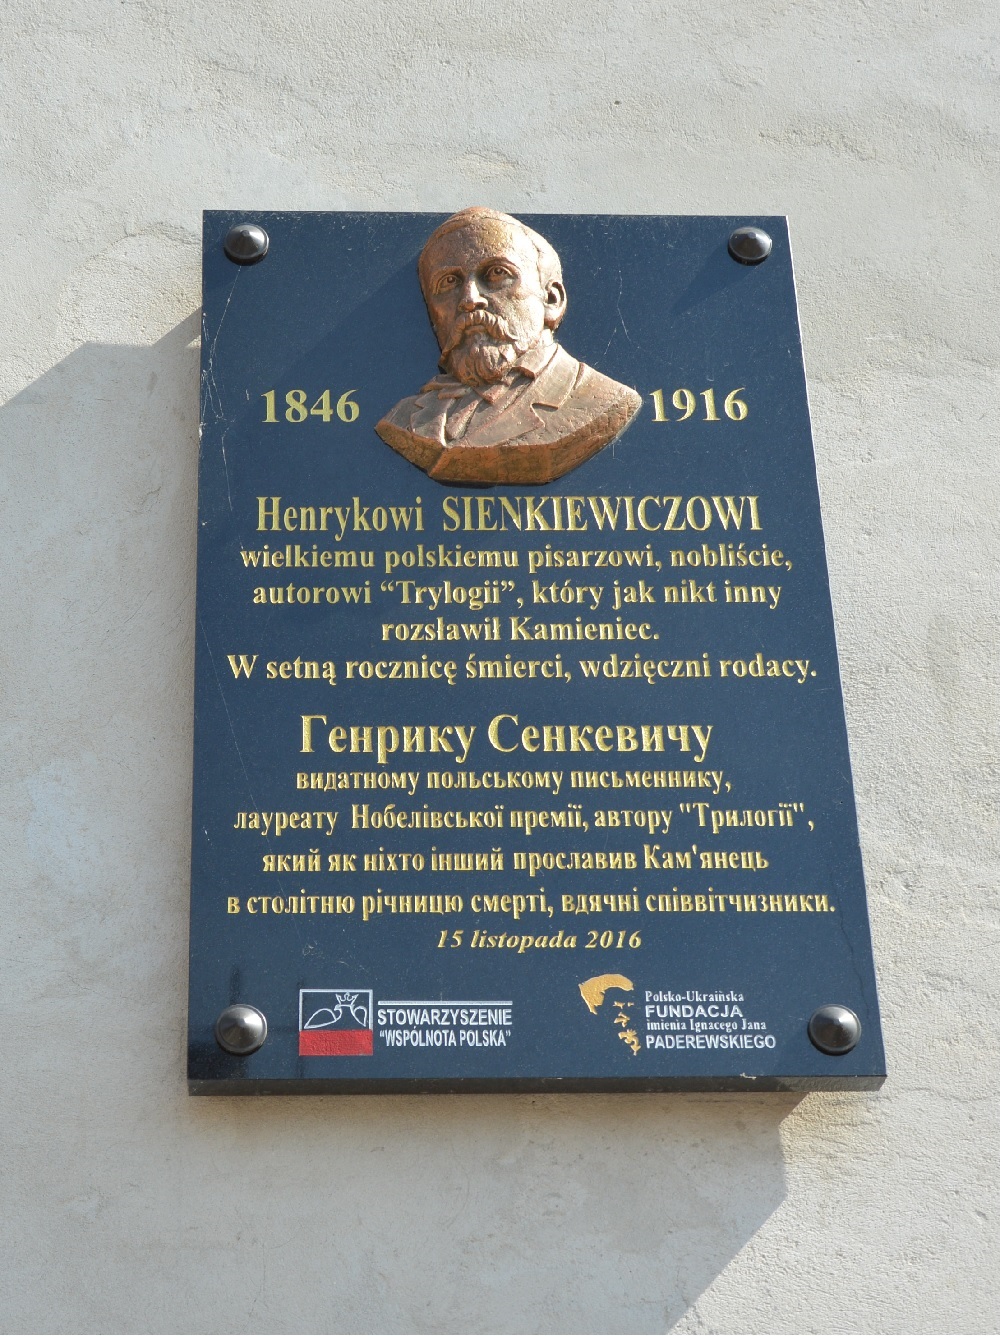 1846 1916
Henrykowi SIENKIEWICZOWI
wielkiemu polskiemu pisarzowi, nobliście,
autorowi “Trylogii”, który jak nikt inny
rozsławił Kamieniec.
W setną rocznicę śmierci, wdzięczni rodacy.
Генрику Сенкевичу
видатному польському письменнику,
лауреату Нобелівської премії, автору "Трилогії",
який як ніхто інший прославив Кам'янець
в столітню річницю смерті, вдячні співвітчизники.
15 listopada 2016
STOWARZYSZENIE
“WSPÓLNOTA POLSKA”
Polsko-Ukraińska
FUNDACJA
imienia Ignacego Jana
PADEREWSKIEGO